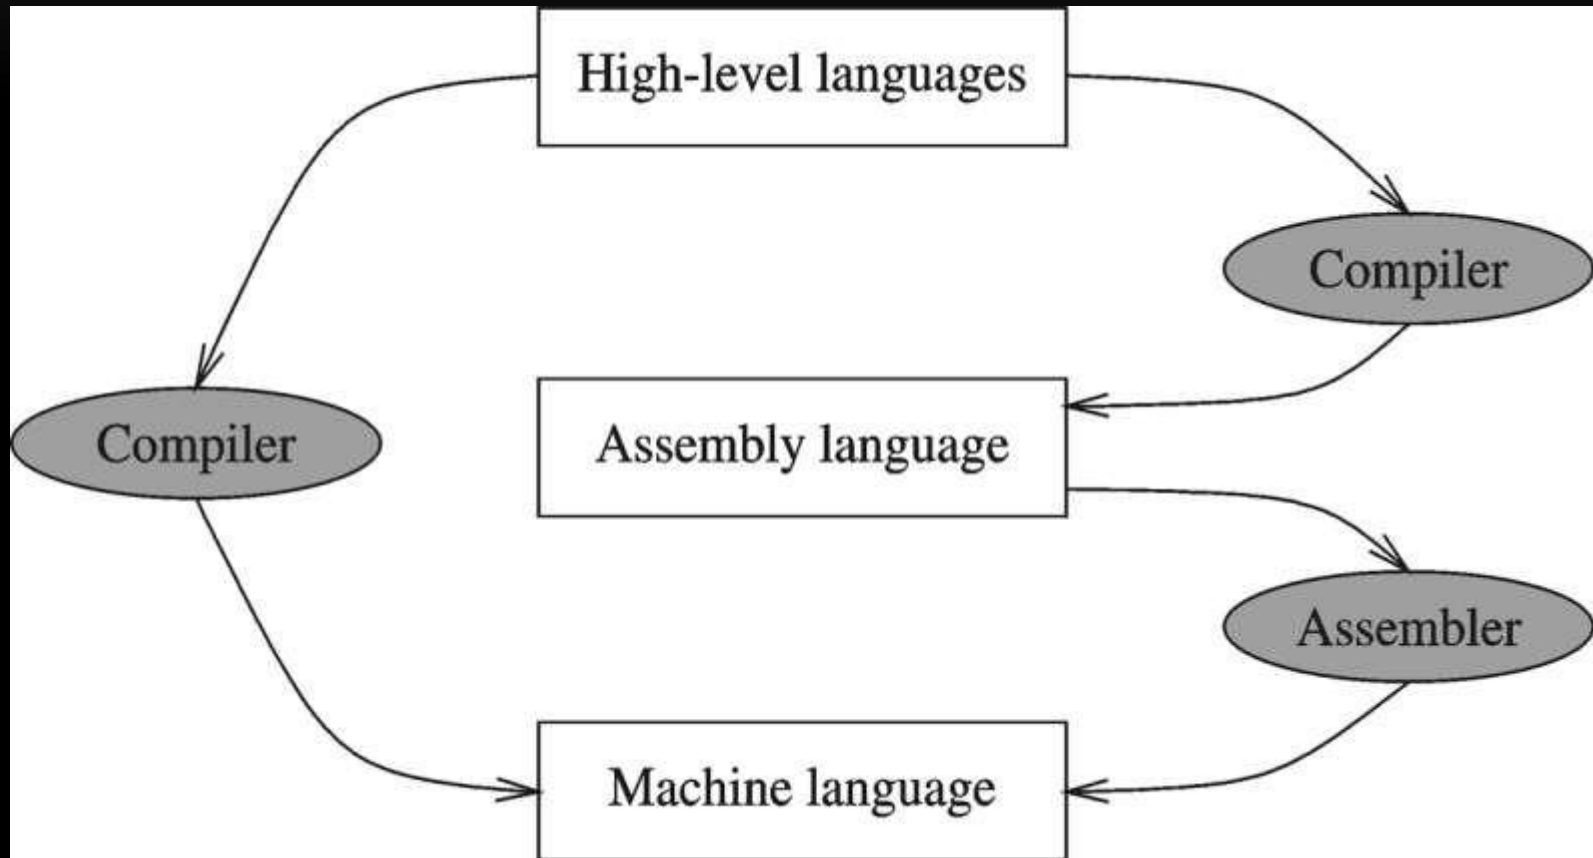 High-level languages
Compiler
Compiler
Assembly language
Assembler
Machine language